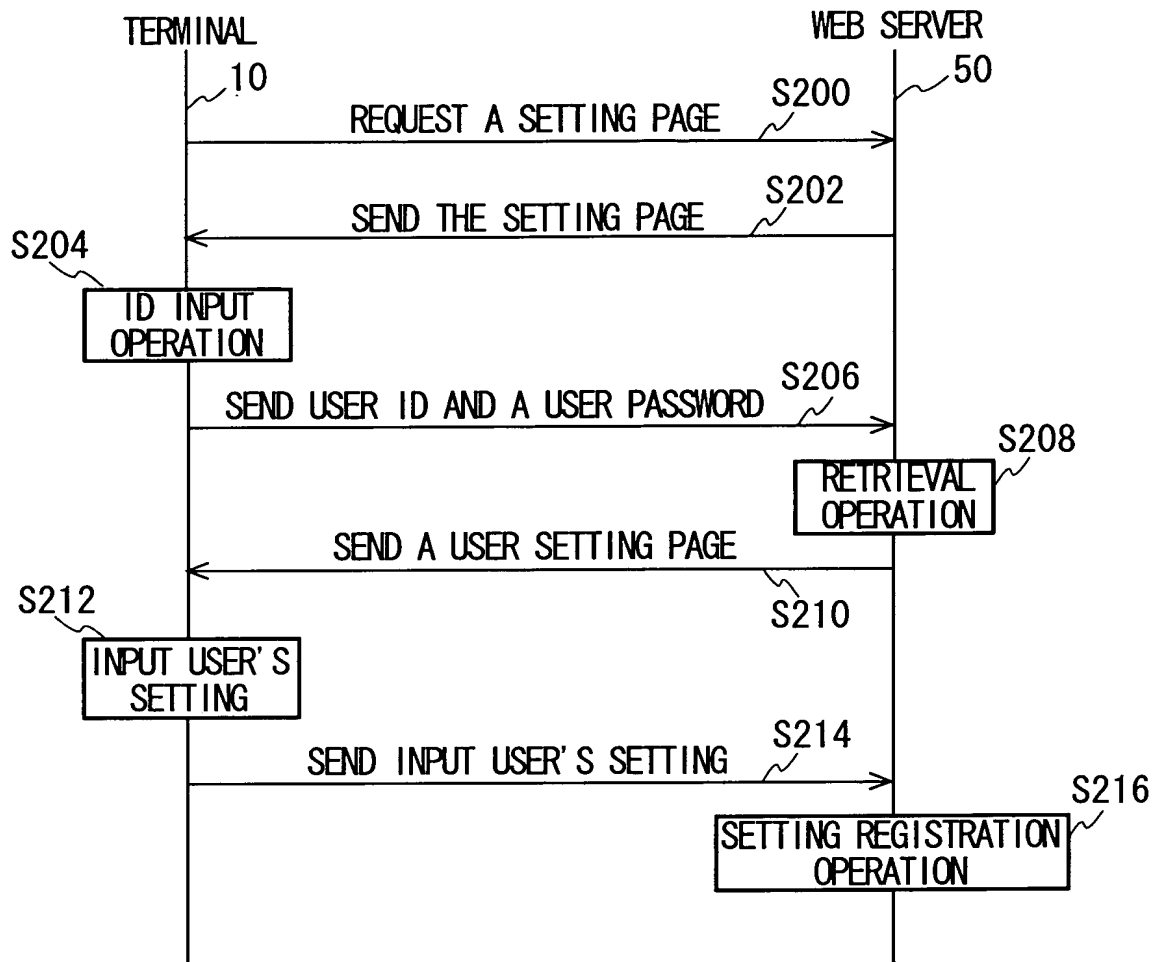 TERMINAL
WEB SERVER
10
50
S200
REQUEST A SETTING PAGE
S202
SEND THE SETTING PAGE
S204
ID INPUT
OPERATION
S206
SEND USER ID AND A USER PASSWORD
S208
RETRIEVAL
OPERATION
SEND A USER SETTING PAGE
S210
S212
INPUT USER'S
SETTING
S214
SEND INPUT USER'S SETTING
S216
SETTING REGISTRATION
OPERATION